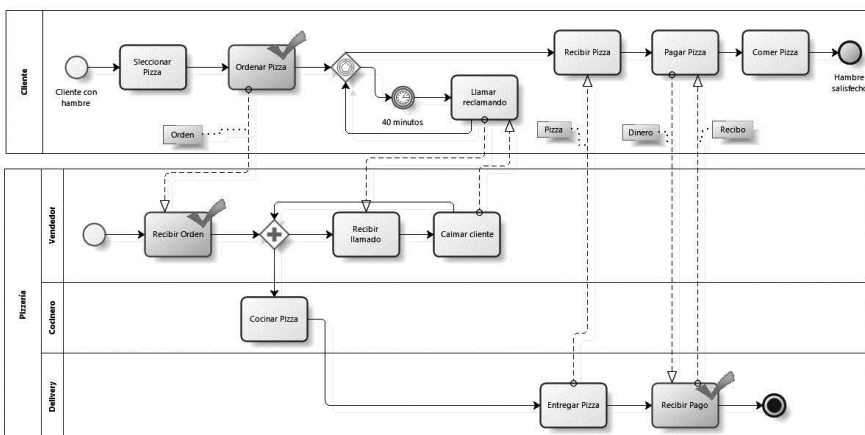 Cliente
Cliente con
hambre
Sleccionar
Pizza
Ordenar Pizza
40 minutos
Llamar
reclamando
Recibir Pizza
Pagar Pizza
Comer Pizza
Hambre
salisfecho
Orden
Pizza
Dinero
Recibo
Pizzería
Vendedor
Recibir Orden
Recibir
llamado
Calmar cliente
Cocinero
Cocinar Pizza
Delivery
Entregar Pizza
Recibir Pago